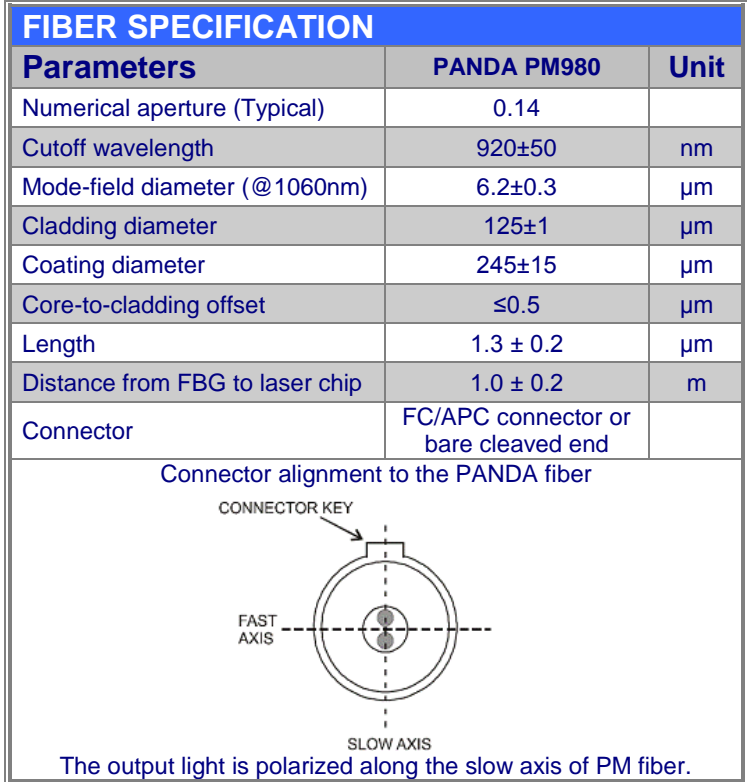 FIBER SPECIFICATION
Parameters PANDA PM980 Unit
Numerical aperture (Typical) 0.14
Cutoff wavelength 920±50 nm
Mode-field diameter (@1060nm) 6.2±0.3 µm
Cladding diameter 125±1 µm
Coating diameter 245±15 µm
Core-to-cladding offset ≤0.5 µm
Length 1.3 ± 0.2 µm
Distance from FBG to laser chip 1.0 ± 0.2 m
Connector FC/APC connector or
bare cleaved end
Connector alignment to the PANDA fiber
CONNECTOR KEY
FAST
AXIS
SLOW AXIS
The output light is polarized along the slow axis of PM fiber.